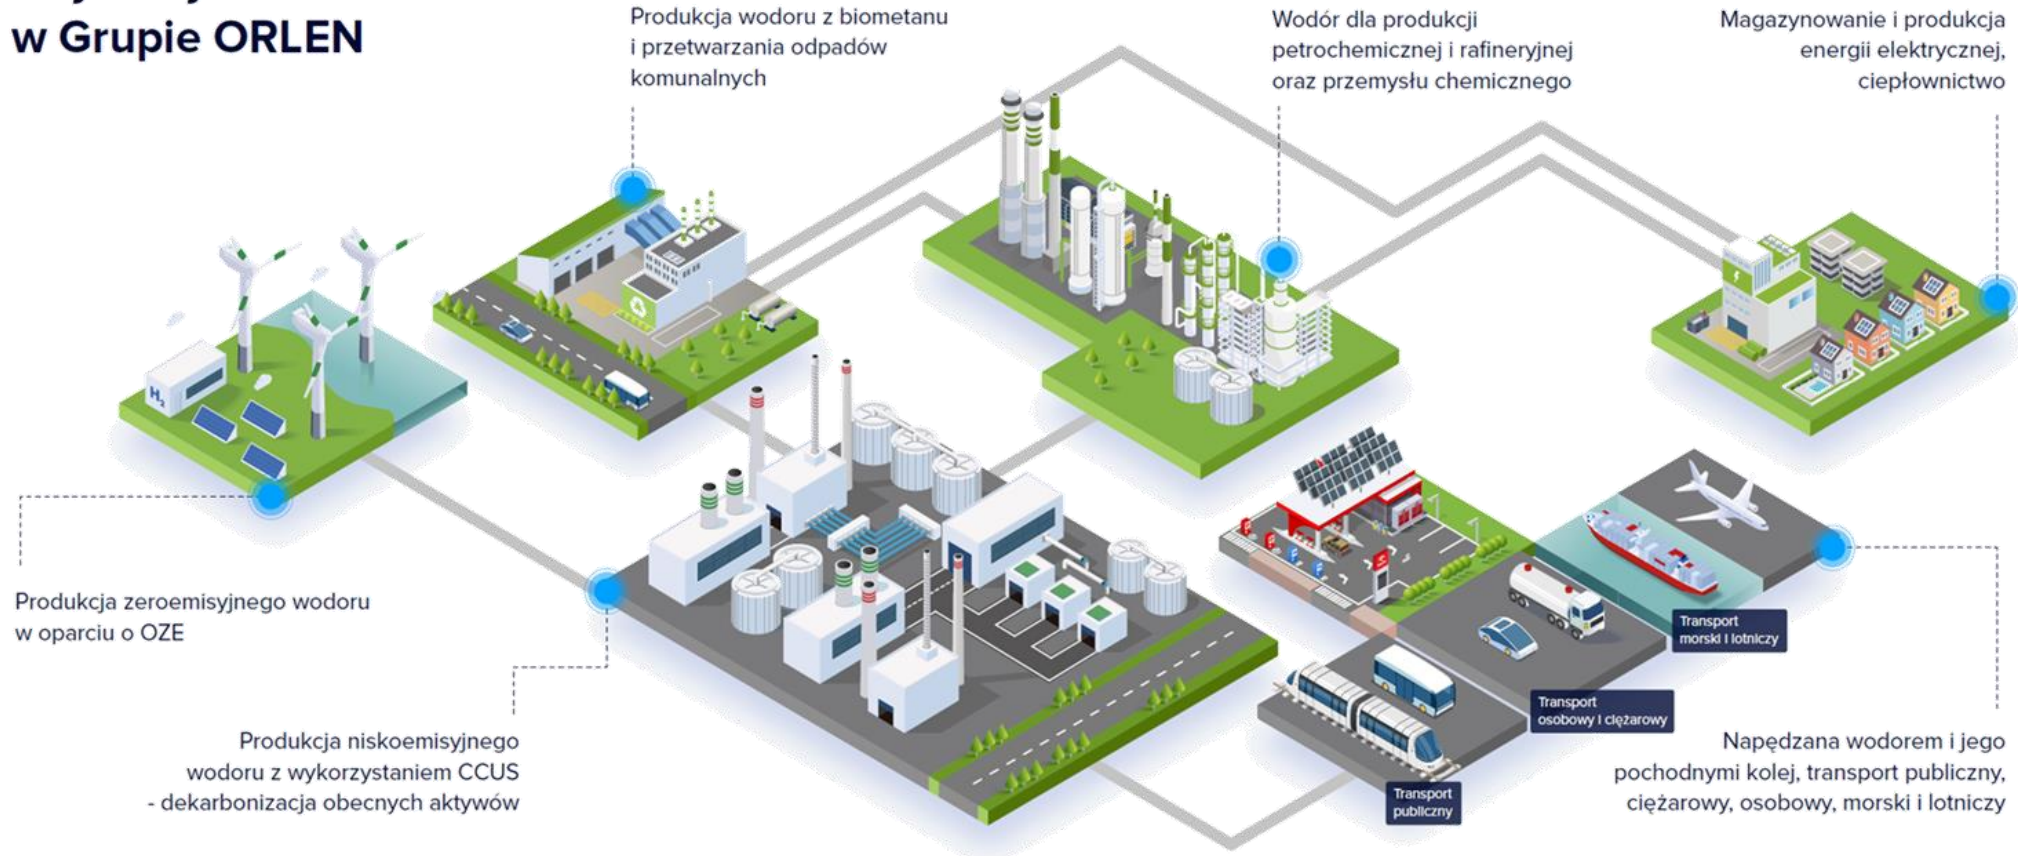 w Grupie ORLEN
Produkcja wodoru z biometanu
i przetwarzania odpadów
komunalnych
Wodór dla produkcji
petrochemicznej i rafineryjnej
oraz przemysłu chemicznego
Magazynowanie i produkcja
energii elektrycznej,
ciepłownictwo
H₂
Produkcja zeroemisyjnego wodoru
w oparciu o OZE
Produkcja niskoemisyjnego
wodoru z wykorzystaniem CCUS
- dekarbonizacja obecnych aktywów
Transport
morski i lotniczy
Transport
osobowy i ciężarowy
Transport
publiczny
Napędzana wodorem i jego
pochodnymi kolej, transport publiczny,
ciężarowy, osobowy, morski i lotniczy